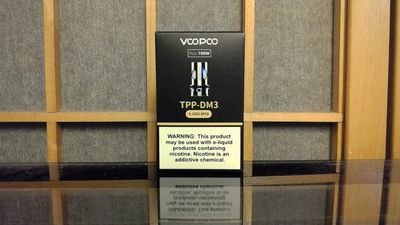 VOOPOO
100W
TPP-DM3
WARNING: This product
may be used with e-liquid
products containing
nicotine. Nicotine is an
addictive chemical.